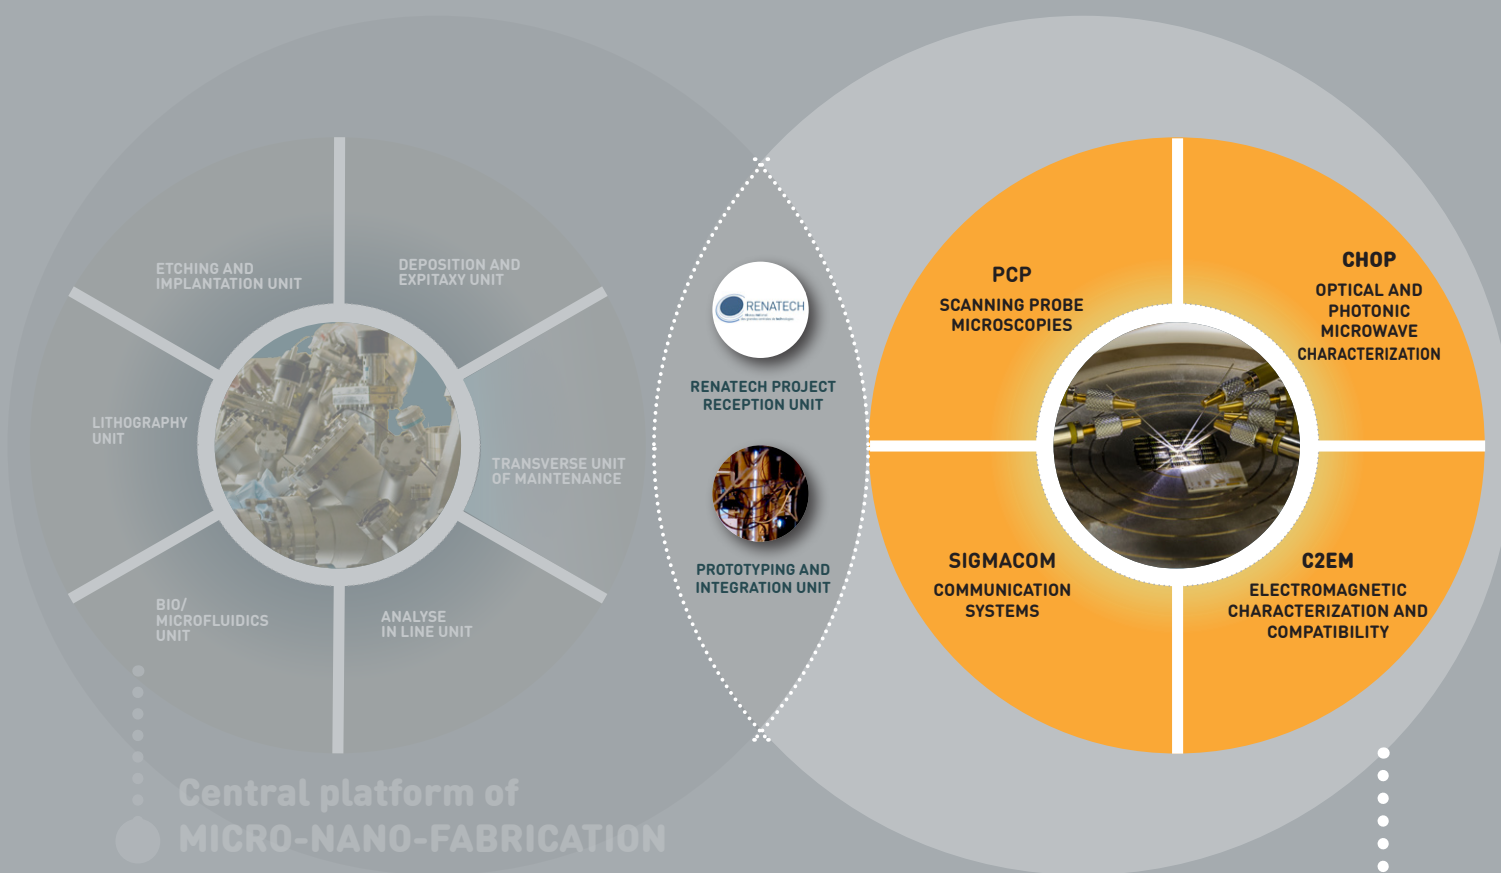 ETCHING AND
IMPLANTATION UNIT
DEPOSITION AND
EXPITAXY UNIT
LITHOGRAPHY
UNIT
TRANSVERSE UNIT
OF MAINTENANCE
BIO/
MICROFLUIDICS
UNIT
ANALYSE
IN LINE UNIT
Central platform of
MICRO-NANO-FABRICATION
RENATECH
RENATECH PROJECT
RECEPTION UNIT
PROTOTYPING AND
INTEGRATION UNIT
PCP
SCANNING PROBE
MICROSCOPIES
CHOP
OPTICAL AND
PHOTONIC
MICROWAVE
CHARACTERIZATION
SIGMACOM
COMMUNICATION
SYSTEMS
C2EM
ELECTROMAGNETIC
CHARACTERIZATION AND
COMPATIBILITY